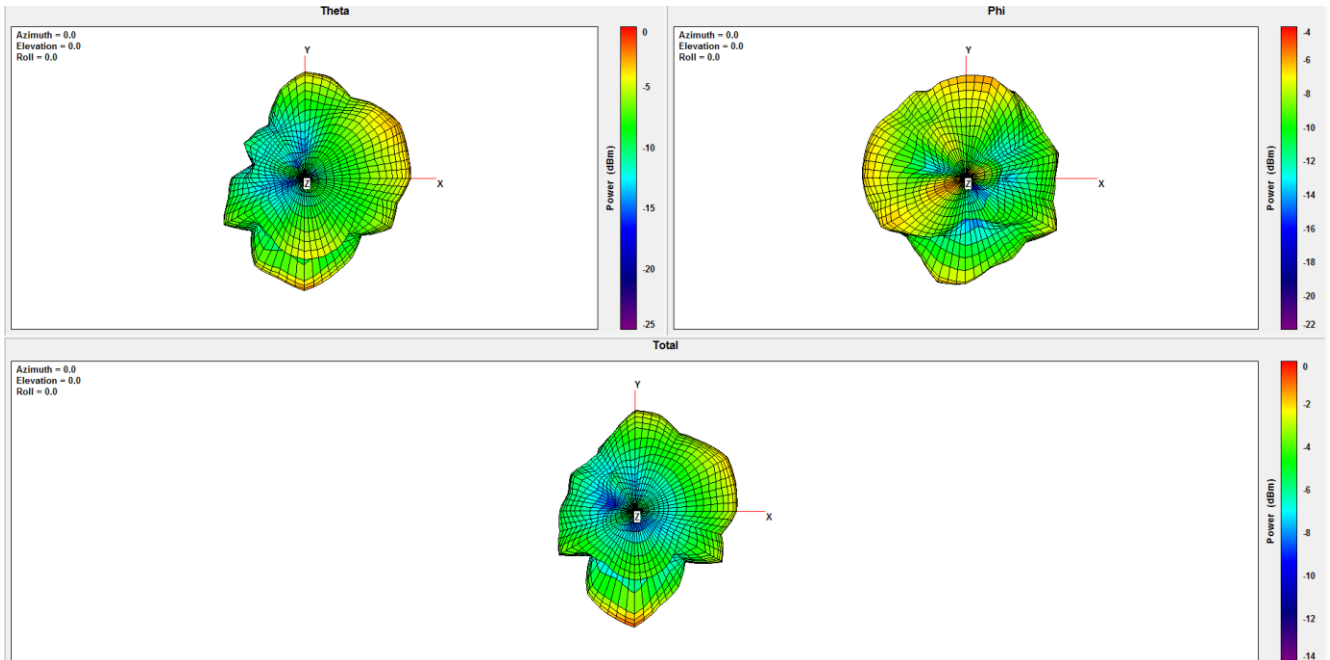 Theta
Azimuth = 0.0
Elevation = 0.0
Roll = 0.0
Y
X
Z
0
-5
-10
-15
-20
-25
Power (dBm)
Phi
Azimuth = 0.0
Elevation = 0.0
Roll = 0.0
Y
X
Z
-4
-6
-8
-10
-12
-14
-16
-18
-20
-22
Power (dBm)
Total
Azimuth = 0.0
Elevation = 0.0
Roll = 0.0
Y
X
Z
0
-2
-4
-6
-8
-10
-12
-14
Power (dBm)